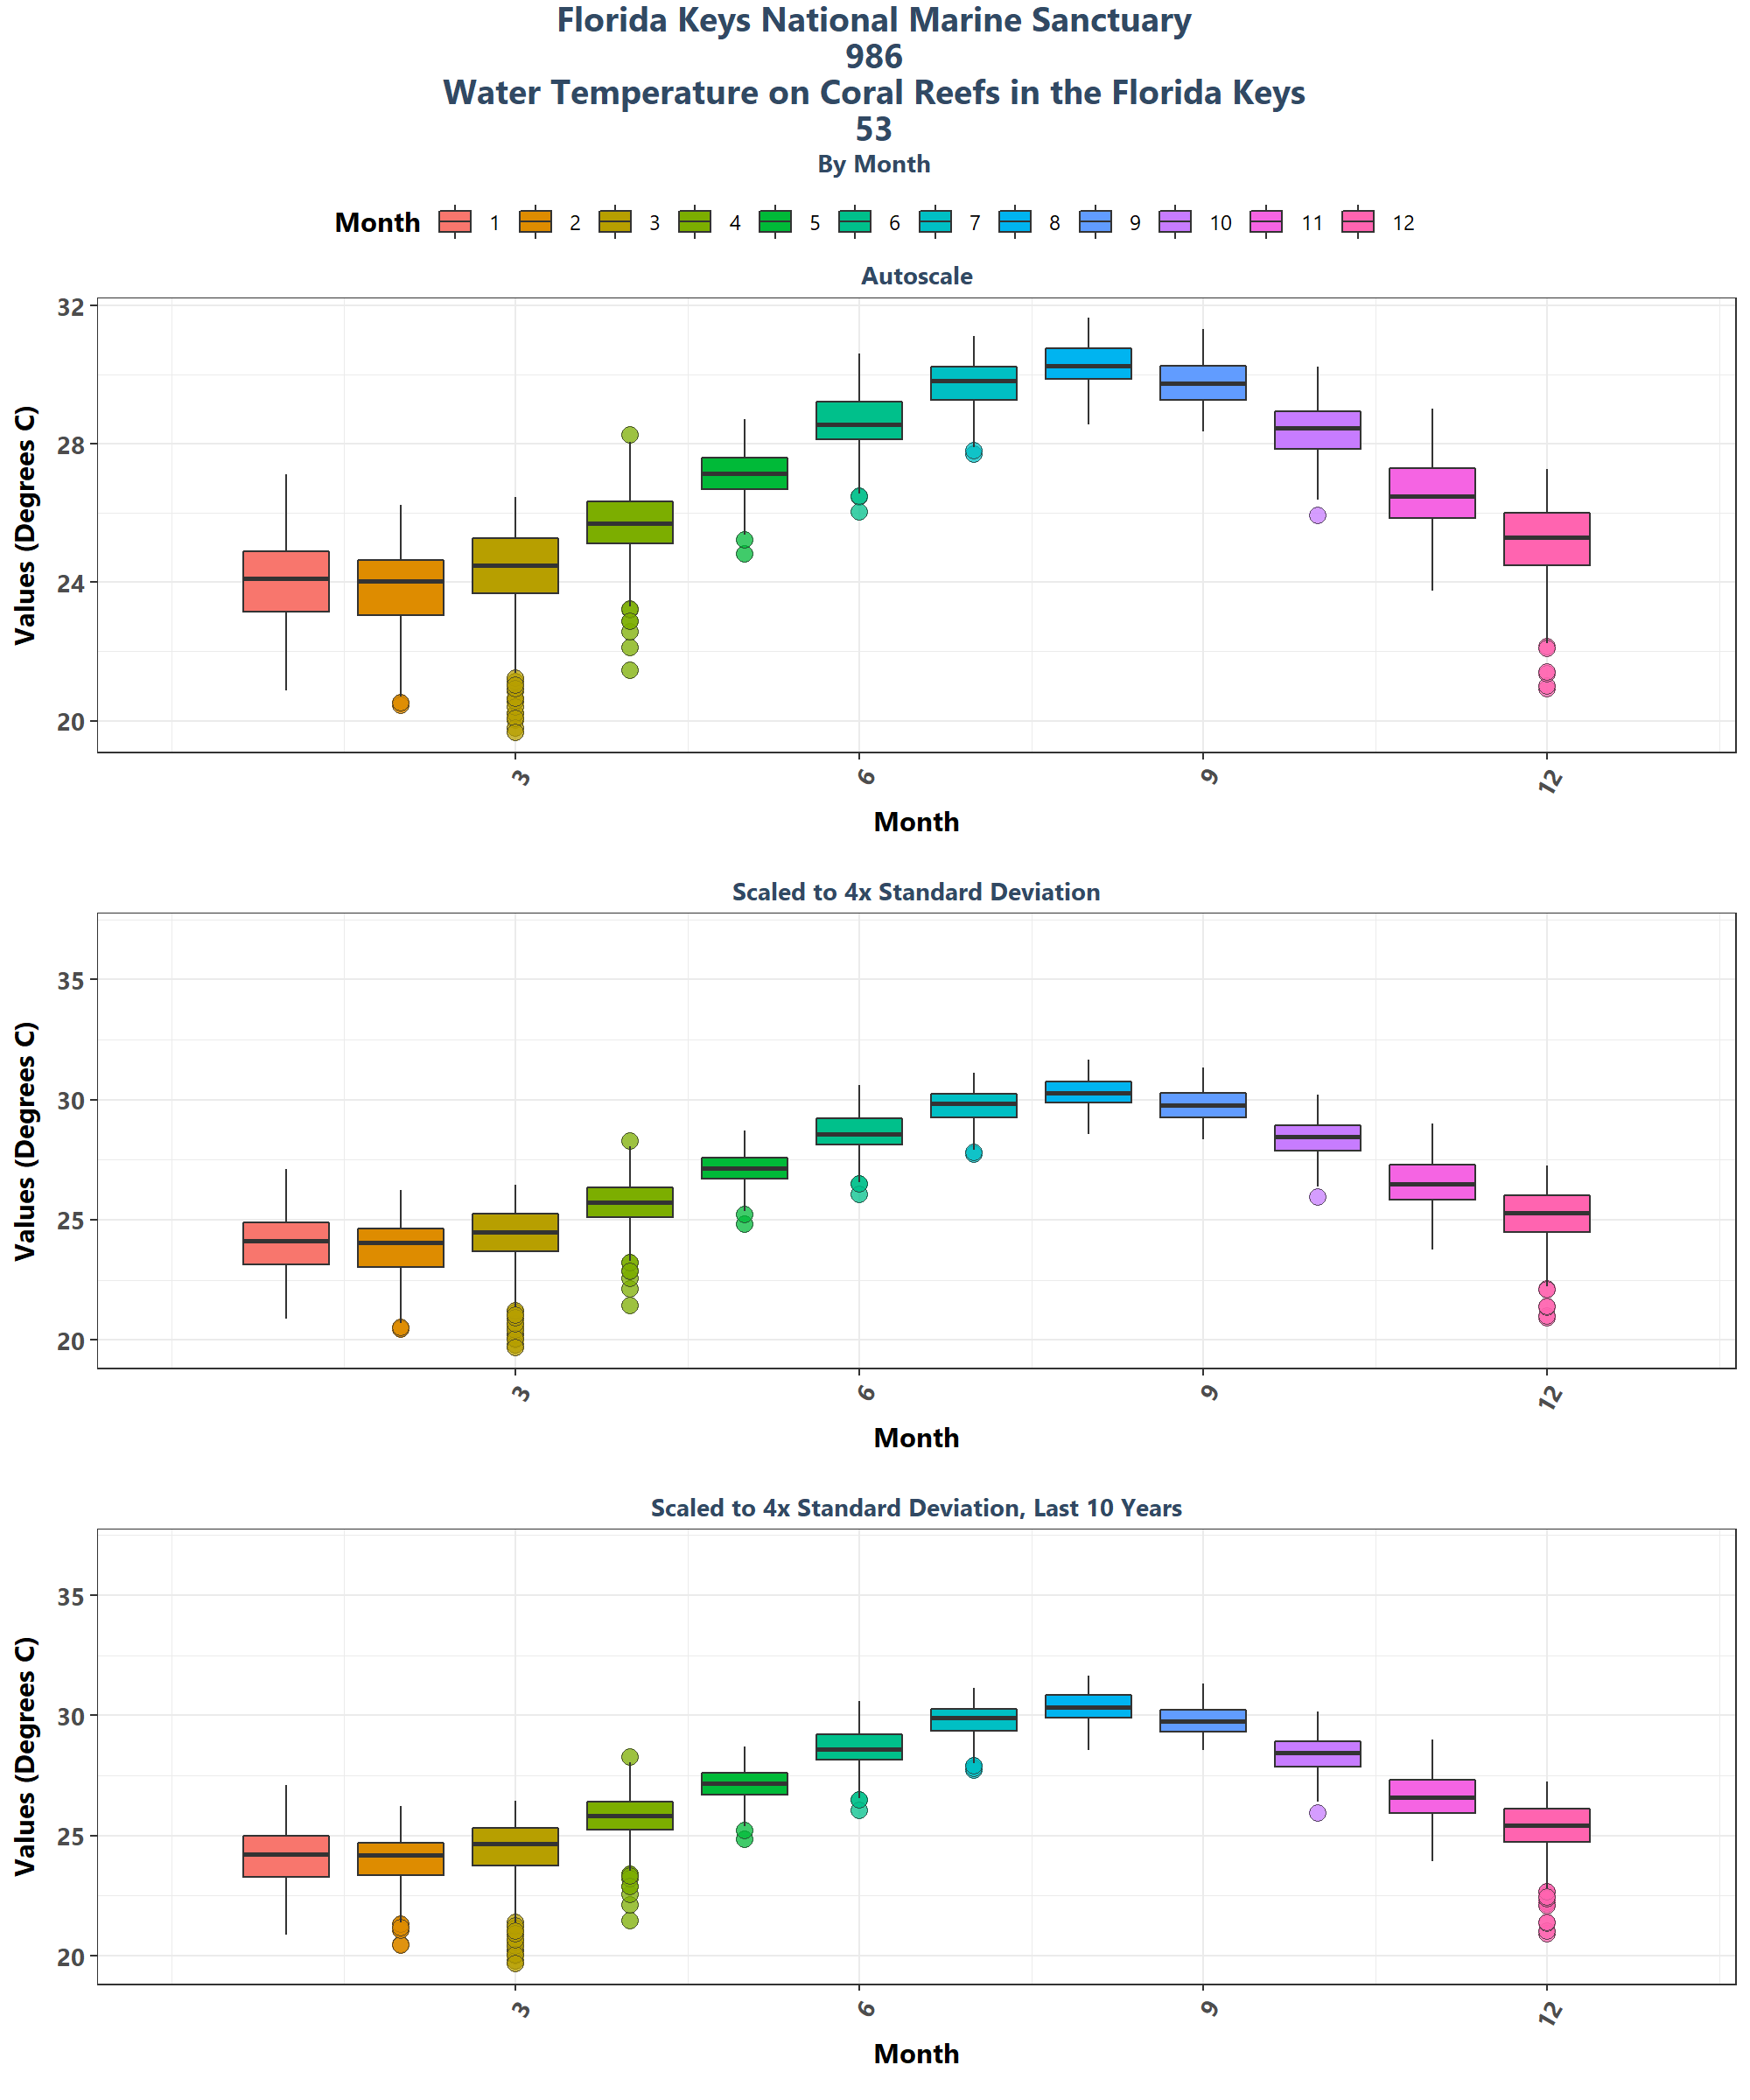 Florida Keys National Marine Sanctuary
986
Water Temperature on Coral Reefs in the Florida Keys
53
By Month
Month 1 2 3 4 5 6 7 8 9 10 11 12
Autoscale
Values (Degrees C)
32
28
24
20
3 6 9 12
Month
Scaled to 4x Standard Deviation
Values (Degrees C)
35
30
25
20
3 6 9 12
Month
Scaled to 4x Standard Deviation, Last 10 Years
Values (Degrees C)
35
30
25
20
3 6 9 12
Month